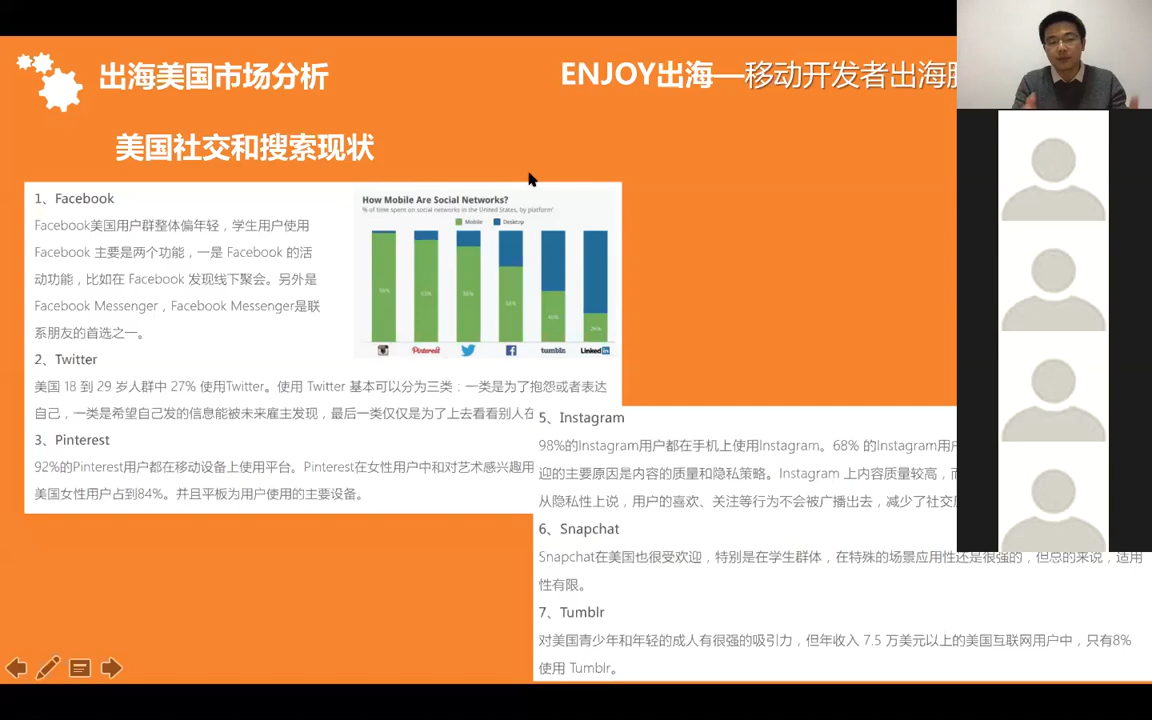 出海美国市场分析
ENJOY出海—移动开发者出海
美国社交和搜索现状
1、Facebook
Facebook美国用户群整体偏年轻，学生用户使用
Facebook 主要是两个功能，一是 Facebook 的活
动功能，比如在 Facebook 发现线下聚会。另外是
Facebook Messenger，Facebook Messenger是联
系朋友的首选之一。
How Mobile Are Social Networks?
% of time spent on social networks in the United States, by platform*
Mobile
Desktop
98%
92%
86%
68%
46%
26%
Pinterest
tumblr.
Linked in
2、Twitter
美国 18 到 29 岁人群中 27% 使用Twitter。使用 Twitter 基本可以分为三类：一类是为了抱怨或者表达
自己，一类是希望自己发的信息能被未来雇主发现，最后一类仅仅是为了上去看看别人在
3、Pinterest
92%的Pinterest用户都在移动设备上使用平台。Pinterest在女性用户中和对艺术感兴趣用
美国女性用户占到84%。并且平板为用户使用的主要设备。
5、Instagram
98%的Instagram用户都在手机上使用Instagram。68% 的Instagram用户
迎的主要原因是内容的质量和隐私策略。Instagram 上内容质量较高，而
从隐私性上说，用户的喜欢、关注等行为不会被广播出去，减少了社交
6、Snapchat
Snapchat在美国也很受欢迎，特别是在学生群体，在特殊的场景应用性还是很强的，但总的来说，适用
性有限。
7、Tumblr
对美国青少年和年轻的成人有很强的吸引力，但年收入 7.5 万美元以上的美国互联网用户中，只有8%
使用 Tumblr。